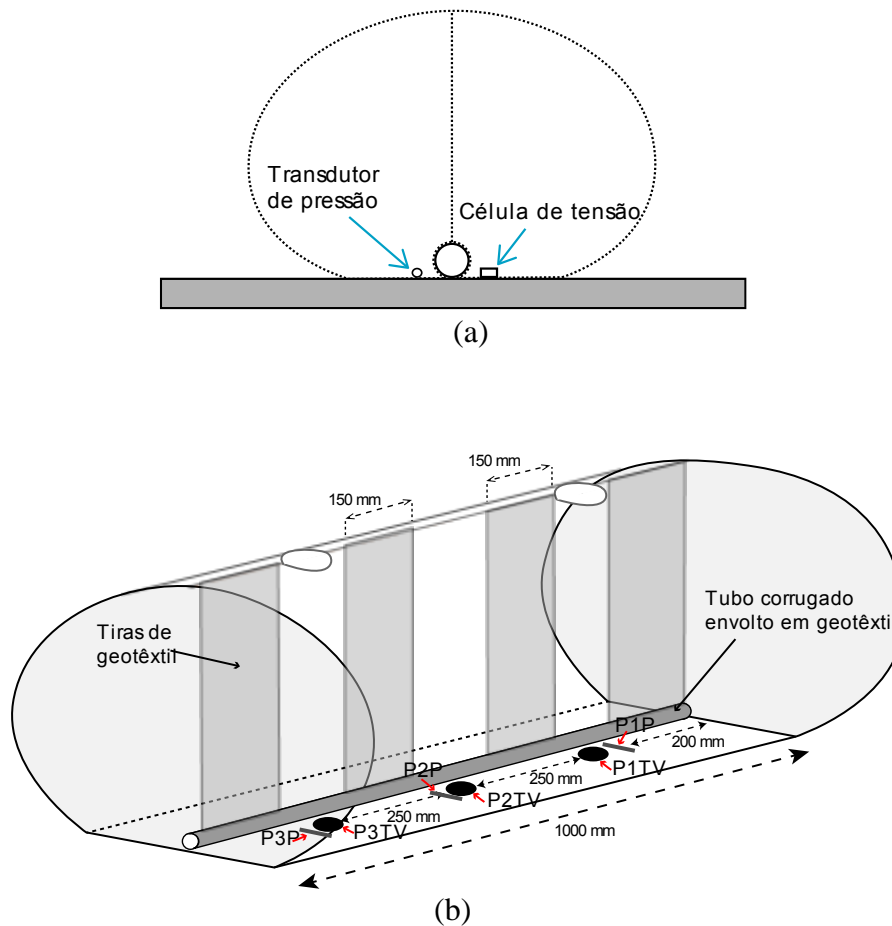 Transdutor
de pressão
Célula de tensão
(a)
150 mm
150 mm
Tiras de
geotêxtil
Tubo corrugado
envolto em geotêxtil
P1P
200 mm
P2P
250 mm
P1TV
P2TV
250 mm
P3P
P3TV
1000 mm
(b)